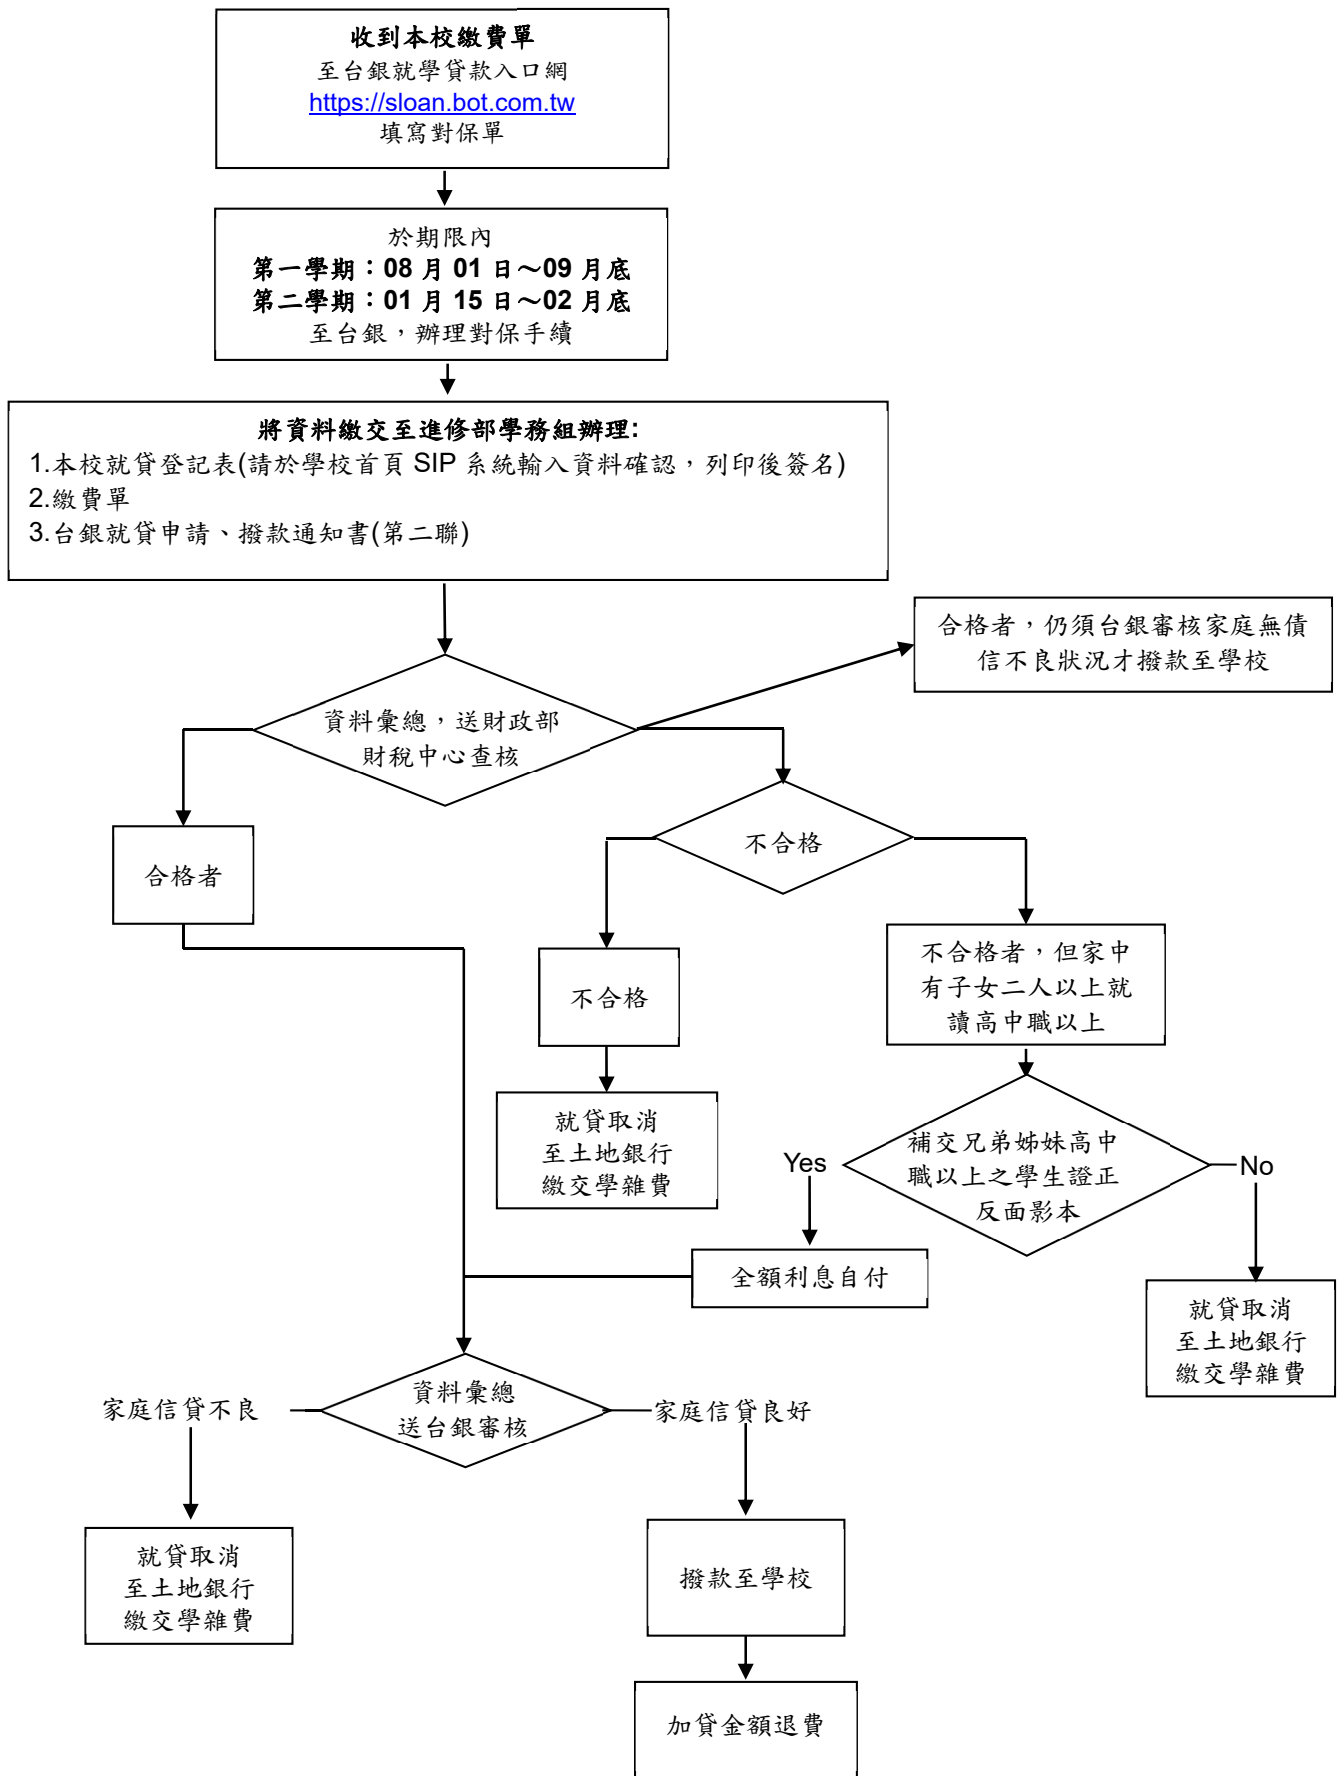 收到本校繳費單
至台銀就學貸款入口網
https://sloan.bot.com.tw
填寫對保單
於期限內
第一學期：08 月 01 日～09 月底
第二學期：01 月 15 日～02 月底
至台銀，辦理對保手續
將資料繳交至進修部學務組辦理:
1.本校就貸登記表(請於學校首頁 SIP 系統輸入資料確認，列印後簽名)
2.繳費單
3.台銀就貸申請、撥款通知書(第二聯)
合格者，仍須台銀審核家庭無債
信不良狀況才撥款至學校
資料彙總，送財政部
財稅中心查核
合格者
不合格
不合格
不合格者，但家中
有子女二人以上就
讀高中職以上
就貸取消
至土地銀行
繳交學雜費
Yes
補交兄弟姊妹高中
職以上之學生證正
反面影本
No
全額利息自付
就貸取消
至土地銀行
繳交學雜費
家庭信貸不良
資料彙總
送台銀審核
家庭信貸良好
就貸取消
至土地銀行
繳交學雜費
撥款至學校
加貸金額退費